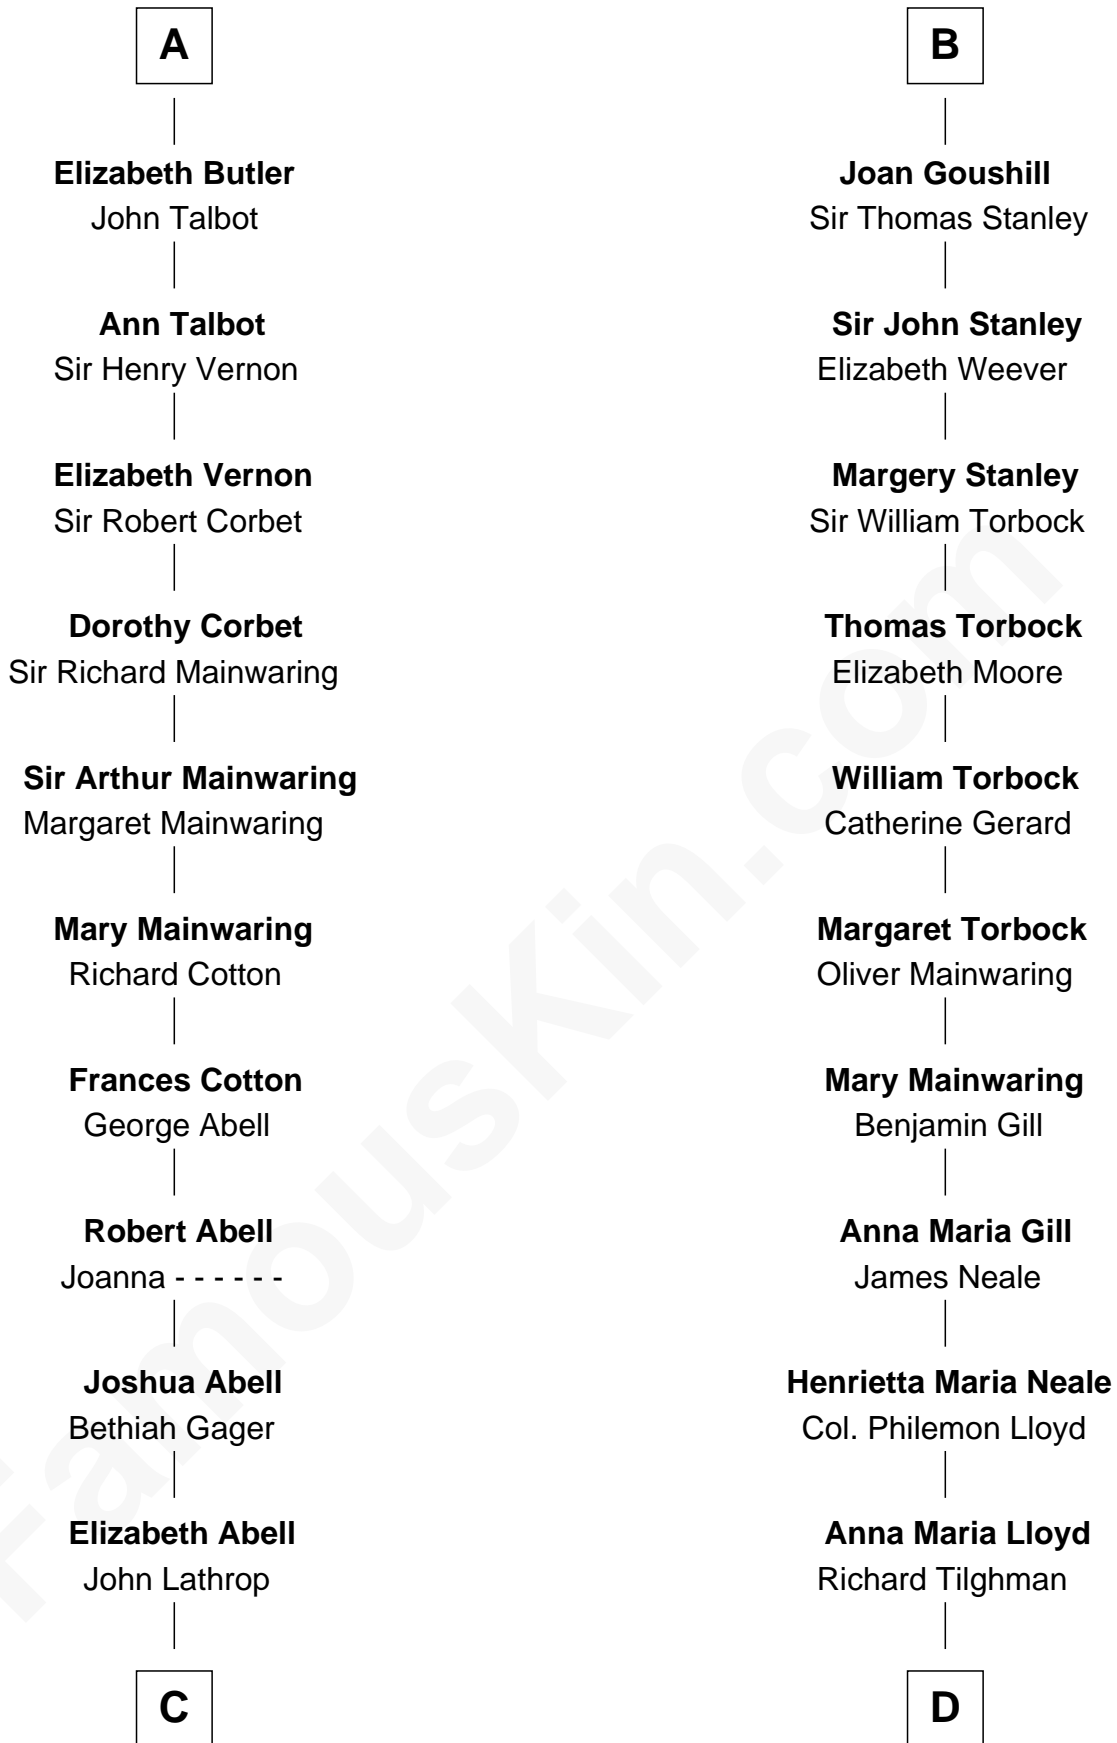 A
Elizabeth Butler
John Talbot
Ann Talbot
Sir Henry Vernon
Elizabeth Vernon
Sir Robert Corbet
Dorothy Corbet
Sir Richard Mainwaring
Sir Arthur Mainwaring
Margaret Mainwaring
Mary Mainwaring
Richard Cotton
Frances Cotton
George Abell
Robert Abell
Joanna - - - - - -
Joshua Abell
Bethiah Gager
Elizabeth Abell
John Lathrop
C
B
Joan Goushill
Sir Thomas Stanley
Sir John Stanley
Elizabeth Weever
Margery Stanley
Sir William Torbock
Thomas Torbock
Elizabeth Moore
William Torbock
Catherine Gerard
Margaret Torbock
Oliver Mainwaring
Mary Mainwaring
Benjamin Gill
Anna Maria Gill
James Neale
Henrietta Maria Neale
Col. Philemon Lloyd
Anna Maria Lloyd
Richard Tilghman
D
FamousKin.com